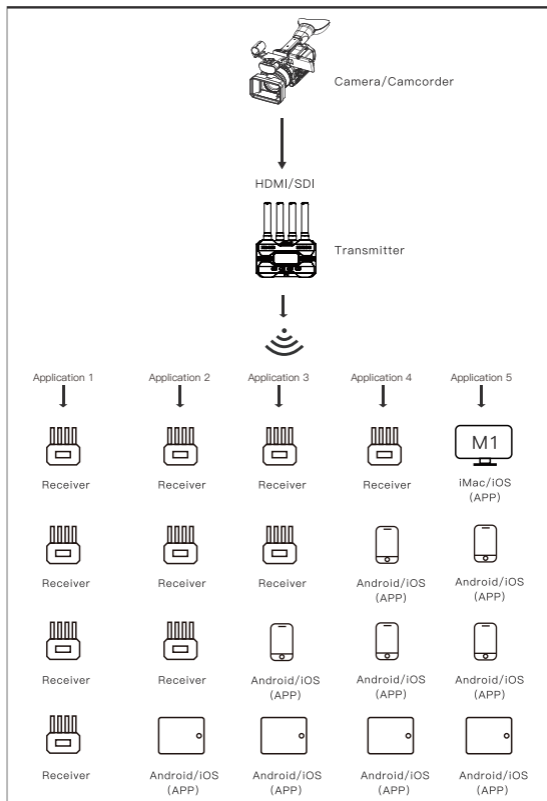 Camera/Camcorder
HDMI/SDI
Transmitter
Application 1
Application 2
Application 3
Application 4
Application 5
M1
Receiver
Receiver
Receiver
Receiver
iMac/iOS
(APP)
Receiver
Receiver
Receiver
Android/iOS
(APP)
Android/iOS
(APP)
Receiver
Receiver
Android/iOS
(APP)
Android/iOS
(APP)
Android/iOS
(APP)
Receiver
Android/iOS
(APP)
Android/iOS
(APP)
Android/iOS
(APP)
Android/iOS
(APP)